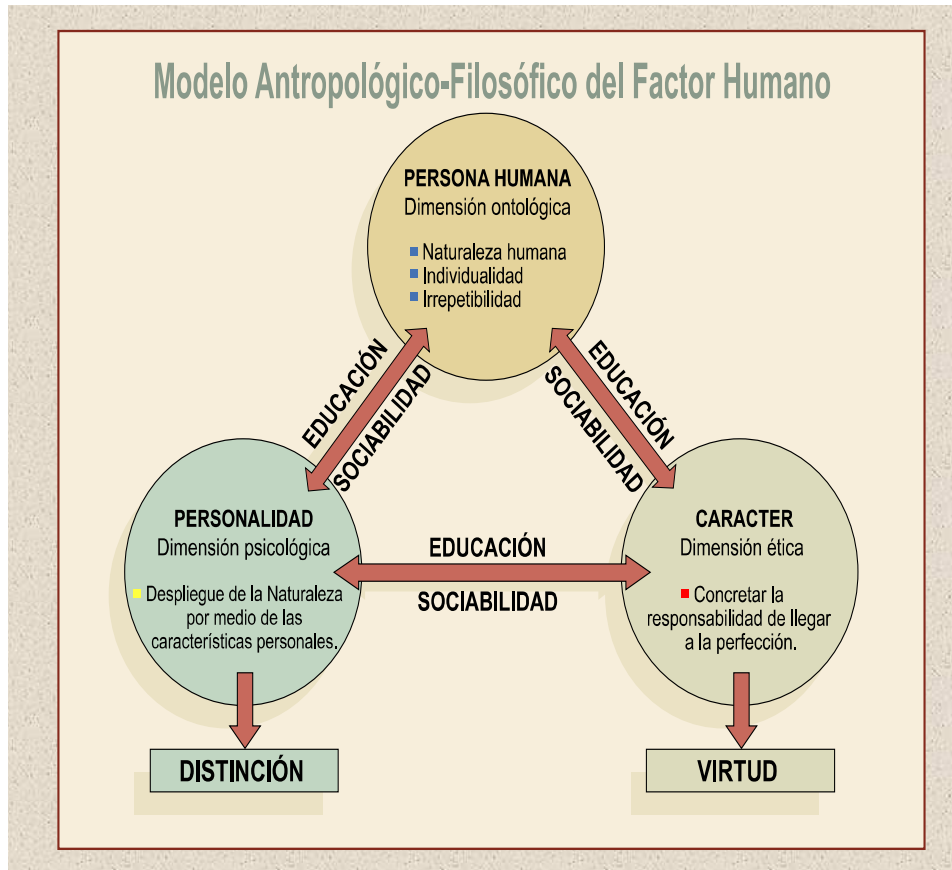 Modelo Antropológico-Filosófico del Factor Humano
PERSONA HUMANA
Dimensión ontológica
Naturaleza humana
Individualidad
Irrepetibilidad
EDUCACIÓN
SOCIABILIDAD
EDUCACIÓN
SOCIABILIDAD
PERSONALIDAD
Dimensión psicológica
Despliegue de la Naturaleza
por medio de las
características personales.
EDUCACIÓN
SOCIABILIDAD
CARACTER
Dimensión ética
Concretar la
responsabilidad de llegar
a la perfección.
DISTINCIÓN
VIRTUD